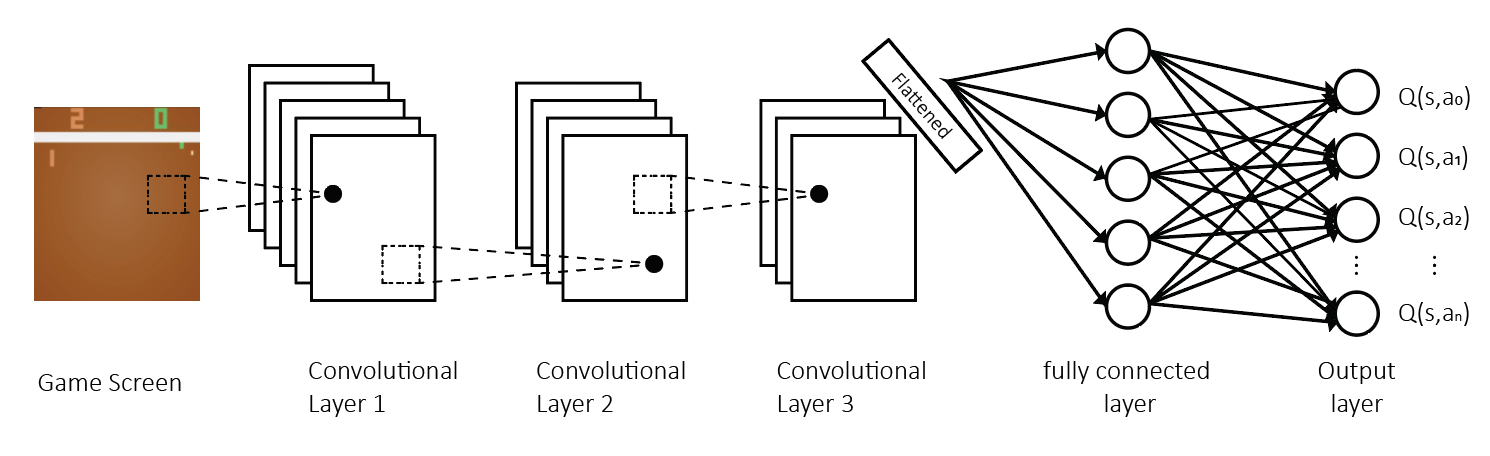 2 0
Flattened
Q(s,a₀)
Q(s,a₁)
Q(s,a₂)
⋮ ⋮
Q(s,aₙ)
Game Screen
Convolutional
Layer 1
Convolutional
Layer 2
Convolutional
Layer 3
fully connected
layer
Output
layer